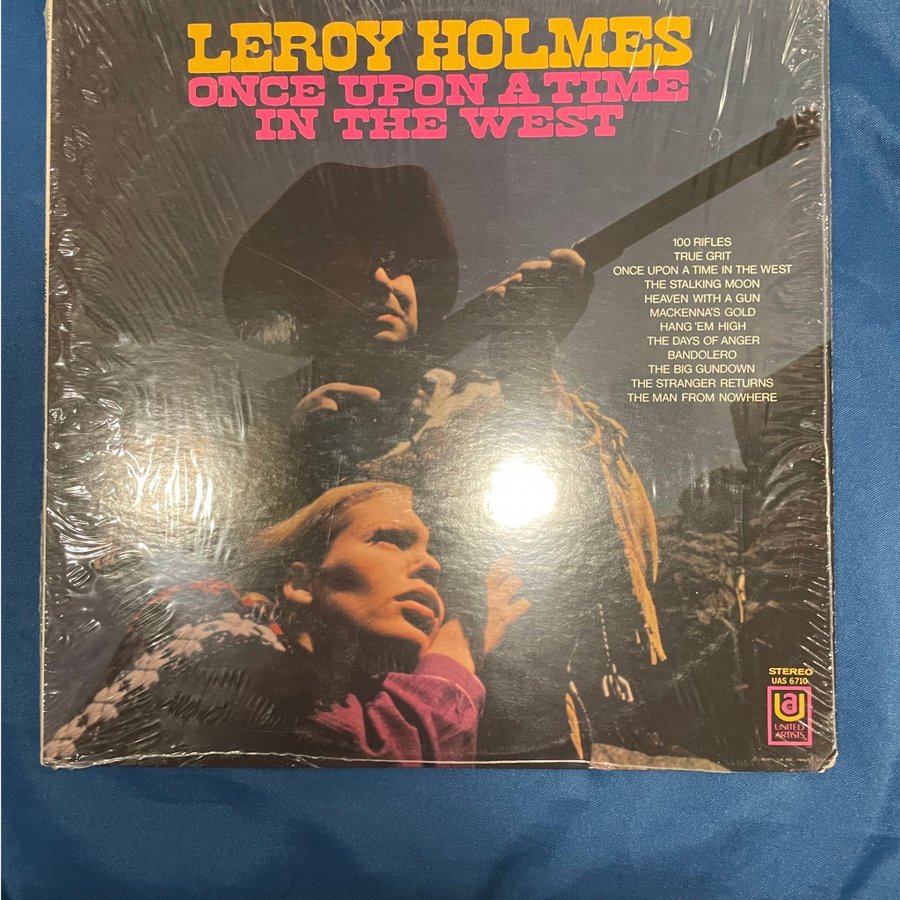 LEROY HOLMES
ONCE UPON A TIME
IN THE WEST
100 RIFLES
TRUE GRIT
ONCE UPON A TIME IN THE WEST
THE STALKING MOON
HEAVEN WITH A GUN
MACKENNA'S GOLD
HANG 'EM HIGH
THE DAYS OF ANGER
BANDOLERO
THE BIG GUNDOWN
THE STRANGER RETURNS
THE MAN FROM NOWHERE
STEREO
UAS 6710
UA
UNITED
ARTISTS